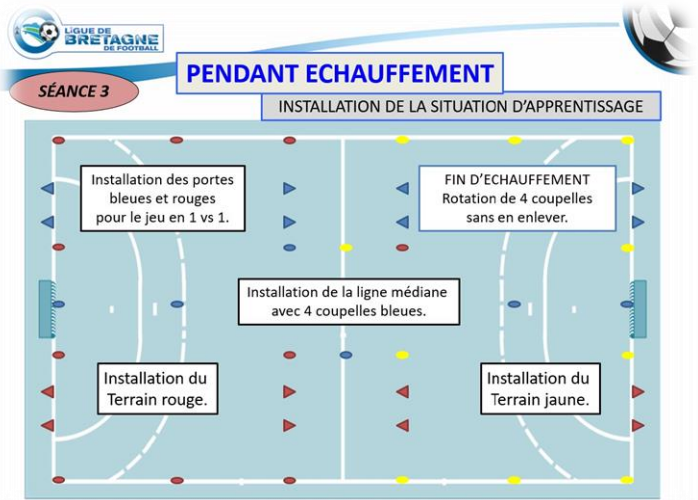 LIGUE DE
BRETAGNE
DE FOOTBALL
PENDANT ECHAUFFEMENT
SÉANCE 3
INSTALLATION DE LA SITUATION D'APPRENTISSAGE
Installation des portes
bleues et rouges
pour le jeu en 1 vs 1.
FIN D'ECHAUFFEMENT
Rotation de 4 coupelles
sans en enlever.
Installation de la ligne médiane
avec 4 coupelles bleues.
Installation du
Terrain rouge.
Installation du
Terrain jaune.